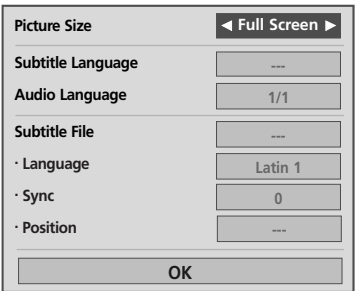 Picture Size ◀ Full Screen ▶
Subtitle Language ---
Audio Language 1/1
Subtitle File ---
· Language Latin 1
· Sync 0
· Position ---
OK